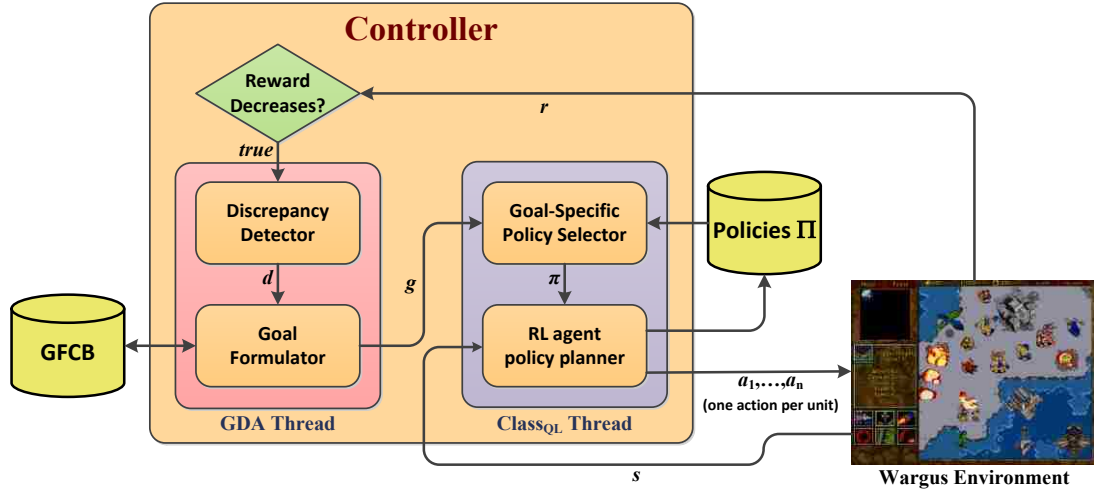 Controller
Reward
Decreases?
r
true
Discrepancy
Detector
Goal-Specific
Policy Selector
Policies Π
d
g
π
GFCB
Goal
Formulator
RL agent
policy planner
a₁,…,aₙ
(one action per unit)
GDA Thread
ClassQL Thread
s
Wargus Environment